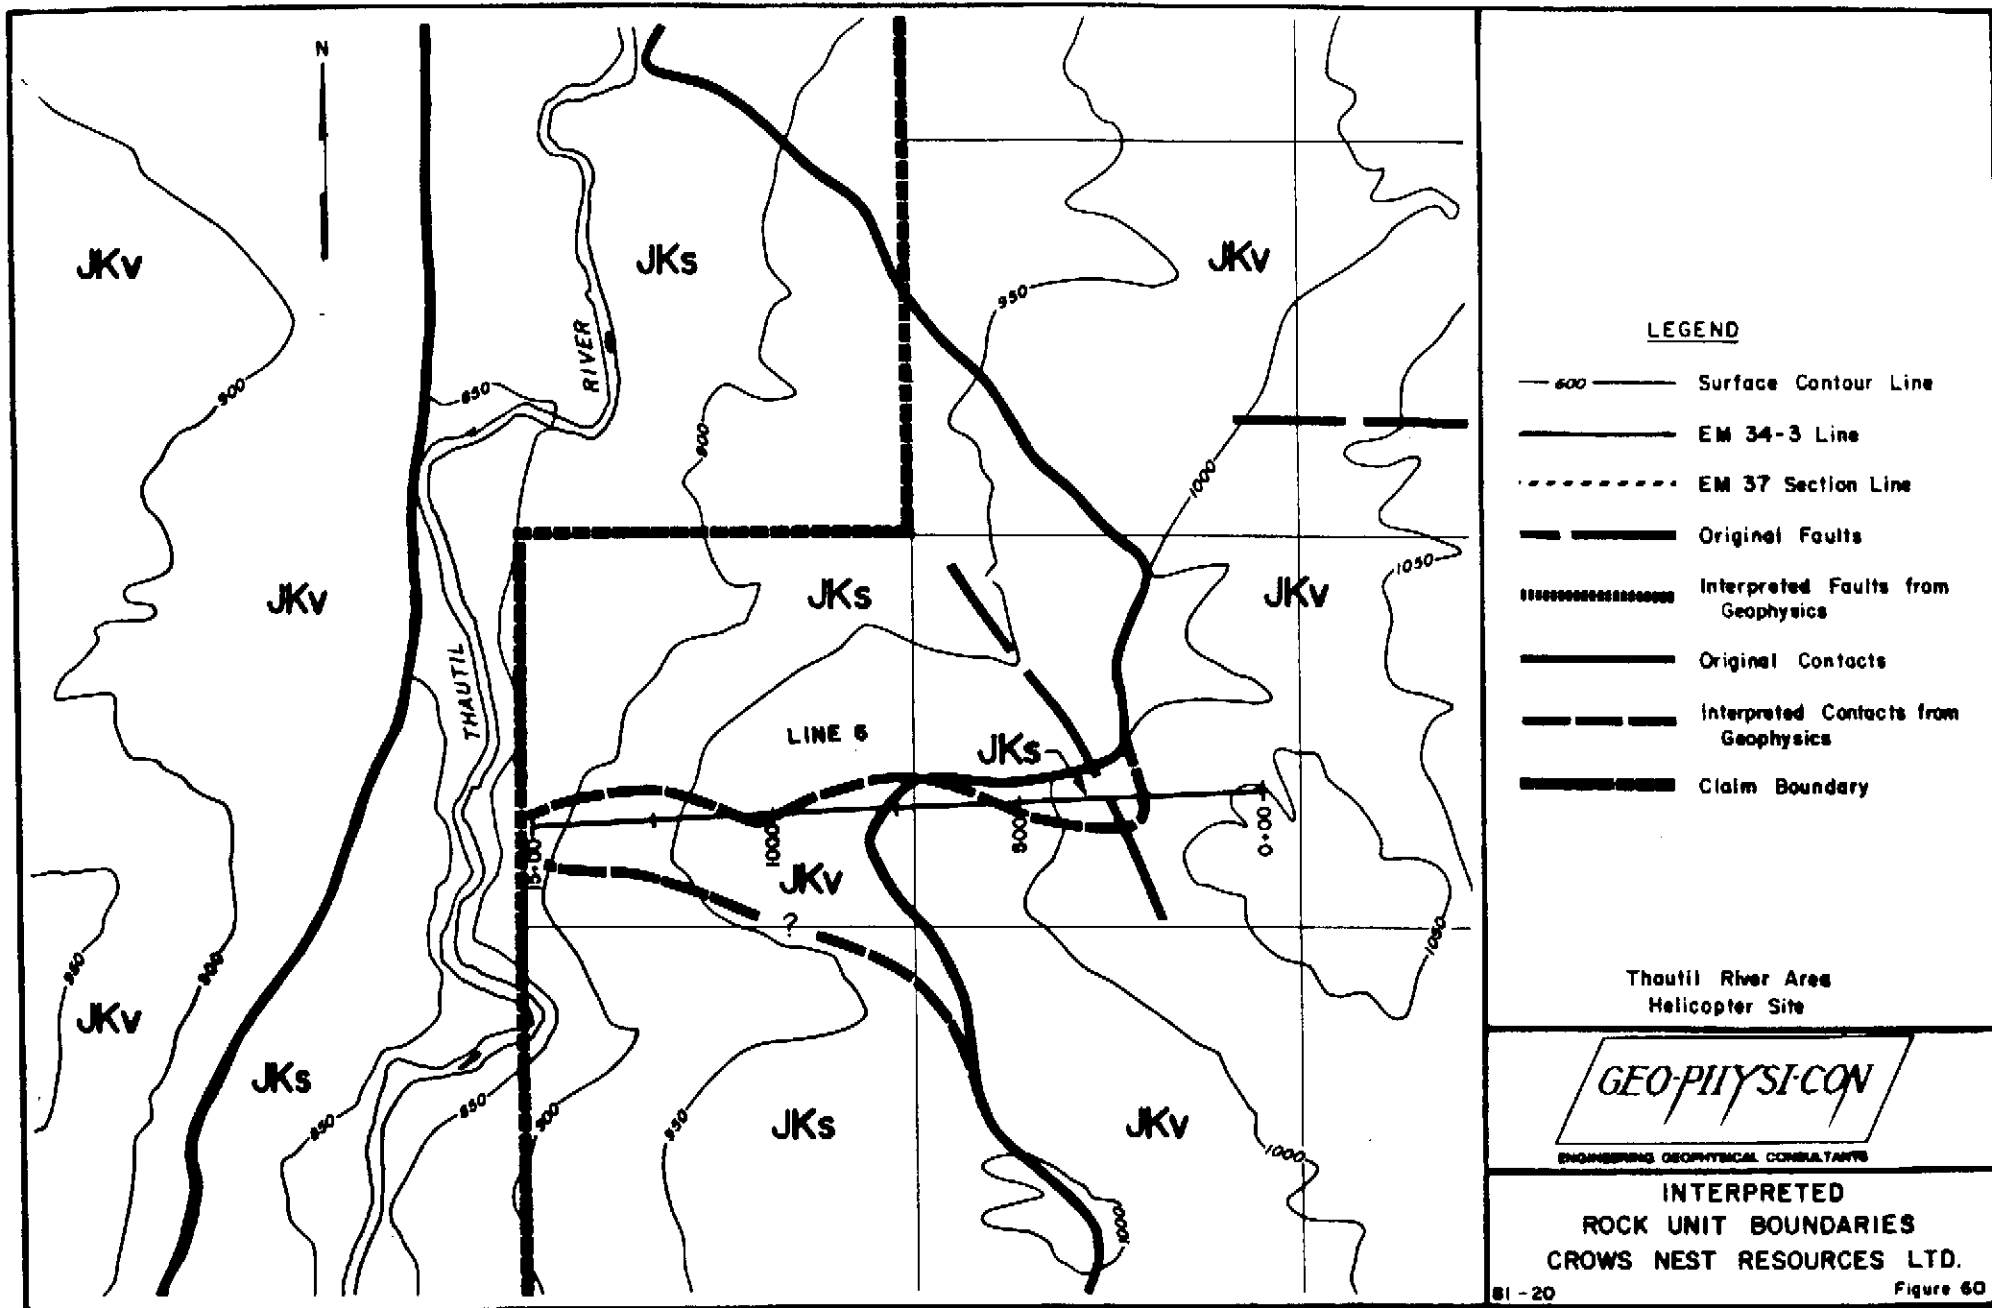 N
JKv
JKs
JKv
950
RIVER
850
900
900
1000
LEGEND
600 Surface Contour Line
EM 34-3 Line
EM 37 Section Line
Original Faults
Interpreted Faults from
Geophysics
Original Contacts
Interpreted Contacts from
Geophysics
Claim Boundary
JKv
JKs
JKv
1050
THAUTIL
LINE 6
JKs
15+00
1000
500
0+00
JKv
?
950
900
1050
JKv
JKs
850
850
900
950
JKs
JKv
1000
1000
Thautil River Area
Helicopter Site
GEO-PHYSI-CON
ENGINEERING GEOPHYSICAL CONSULTANTS
INTERPRETED
ROCK UNIT BOUNDARIES
CROWS NEST RESOURCES LTD.
81-20
Figure 60